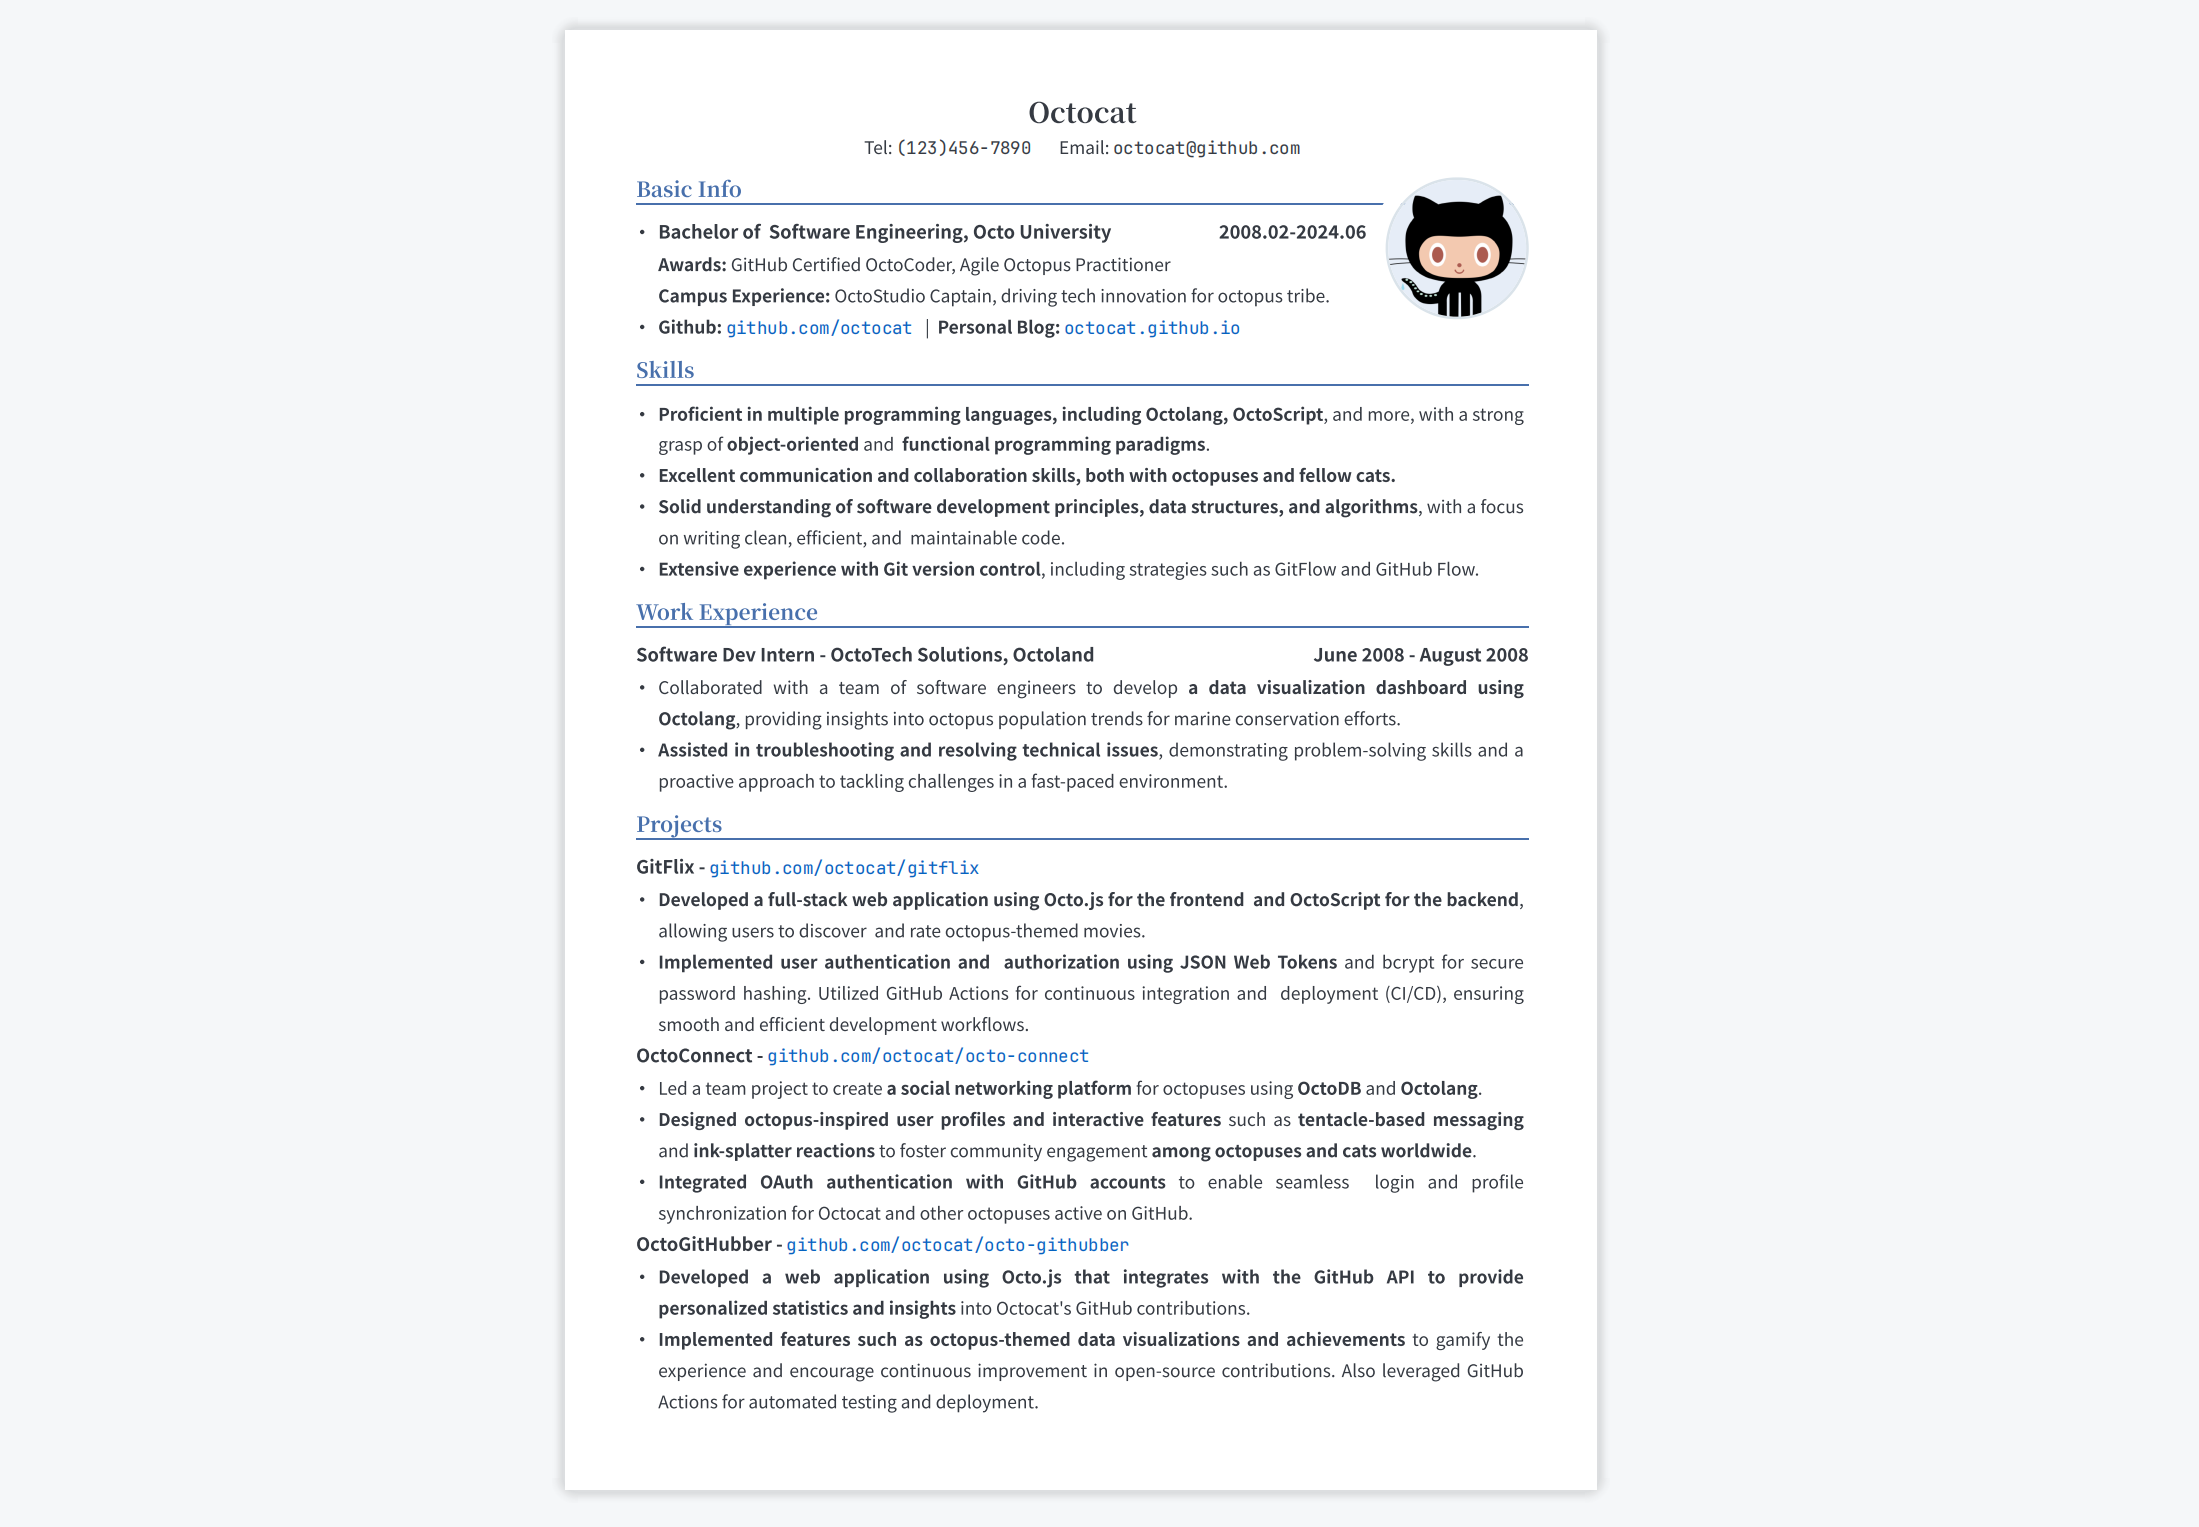 Octocat
Tel: (123)456-7890 Email: octocat@github.com
Basic Info
• Bachelor of Software Engineering, Octo University 2008.02-2024.06
Awards: GitHub Certified OctoCoder, Agile Octopus Practitioner
Campus Experience: OctoStudio Captain, driving tech innovation for octopus tribe.
• Github: github.com/octocat | Personal Blog: octocat.github.io
Skills
• Proficient in multiple programming languages, including Octolang, OctoScript, and more, with a strong
grasp of object-oriented and functional programming paradigms.
• Excellent communication and collaboration skills, both with octopuses and fellow cats.
• Solid understanding of software development principles, data structures, and algorithms, with a focus
on writing clean, efficient, and maintainable code.
• Extensive experience with Git version control, including strategies such as GitFlow and GitHub Flow.
Work Experience
Software Dev Intern - OctoTech Solutions, Octoland June 2008 - August 2008
• Collaborated with a team of software engineers to develop a data visualization dashboard using
Octolang, providing insights into octopus population trends for marine conservation efforts.
• Assisted in troubleshooting and resolving technical issues, demonstrating problem-solving skills and a
proactive approach to tackling challenges in a fast-paced environment.
Projects
GitFlix - github.com/octocat/gitflix
• Developed a full-stack web application using Octo.js for the frontend and OctoScript for the backend,
allowing users to discover and rate octopus-themed movies.
• Implemented user authentication and authorization using JSON Web Tokens and bcrypt for secure
password hashing. Utilized GitHub Actions for continuous integration and deployment (CI/CD), ensuring
smooth and efficient development workflows.
OctoConnect - github.com/octocat/octo-connect
• Led a team project to create a social networking platform for octopuses using OctoDB and Octolang.
• Designed octopus-inspired user profiles and interactive features such as tentacle-based messaging
and ink-splatter reactions to foster community engagement among octopuses and cats worldwide.
• Integrated OAuth authentication with GitHub accounts to enable seamless login and profile
synchronization for Octocat and other octopuses active on GitHub.
OctoGitHubber - github.com/octocat/octo-githubber
• Developed a web application using Octo.js that integrates with the GitHub API to provide
personalized statistics and insights into Octocat's GitHub contributions.
• Implemented features such as octopus-themed data visualizations and achievements to gamify the
experience and encourage continuous improvement in open-source contributions. Also leveraged GitHub
Actions for automated testing and deployment.